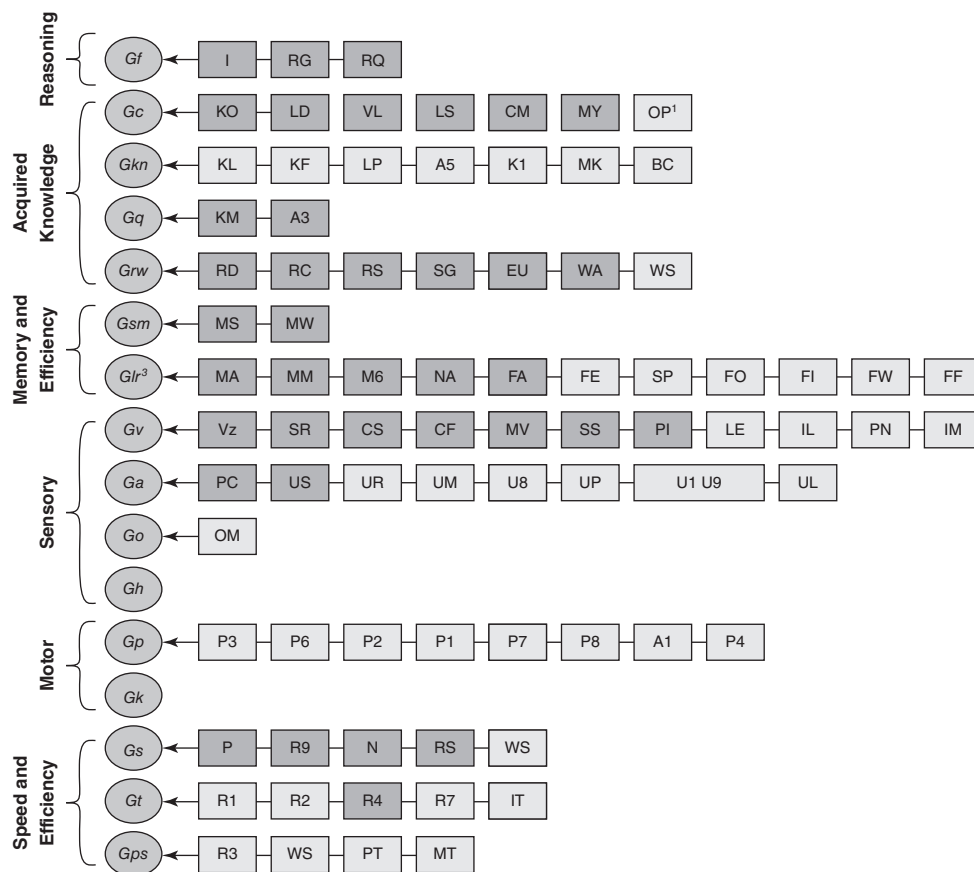 Reasoning
Gf I RG RQ
Acquired
Knowledge
Gc KO LD VL LS CM MY OP¹
Gkn KL KF LP A5 K1 MK BC
Gq KM A3
Grw RD RC RS SG EU WA WS
Memory and
Efficiency
Gsm MS MW
Glr³ MA MM M6 NA FA FE SP FO FI FW FF
Sensory
Gv Vz SR CS CF MV SS PI LE IL PN IM
Ga PC US UR UM U8 UP U1 U9 UL
Go OM
Gh
Motor
Gp P3 P6 P2 P1 P7 P8 A1 P4
Gk
Speed and
Efficiency
Gs P R9 N RS WS
Gt R1 R2 R4 R7 IT
Gps R3 WS PT MT